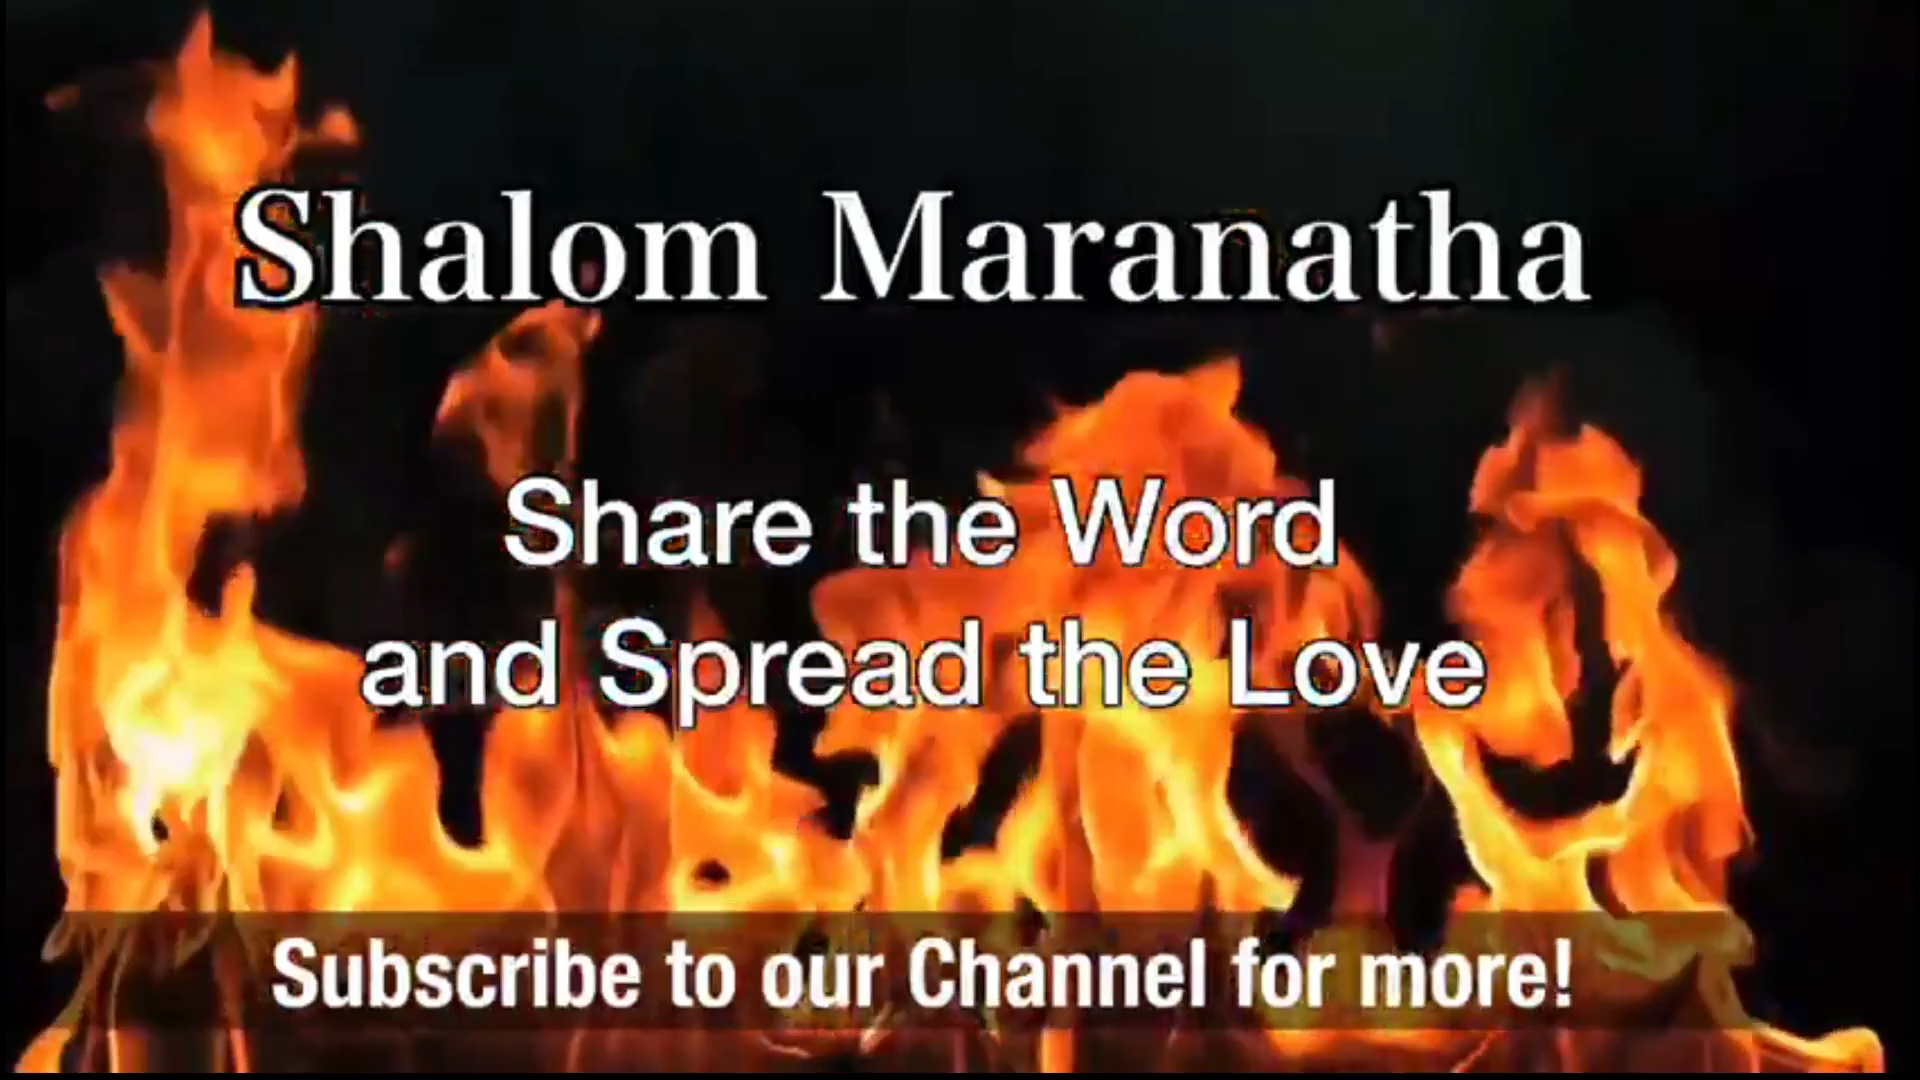 Shalom Maranatha
Share the Word
and Spread the Love
Subscribe to our Channel for more!